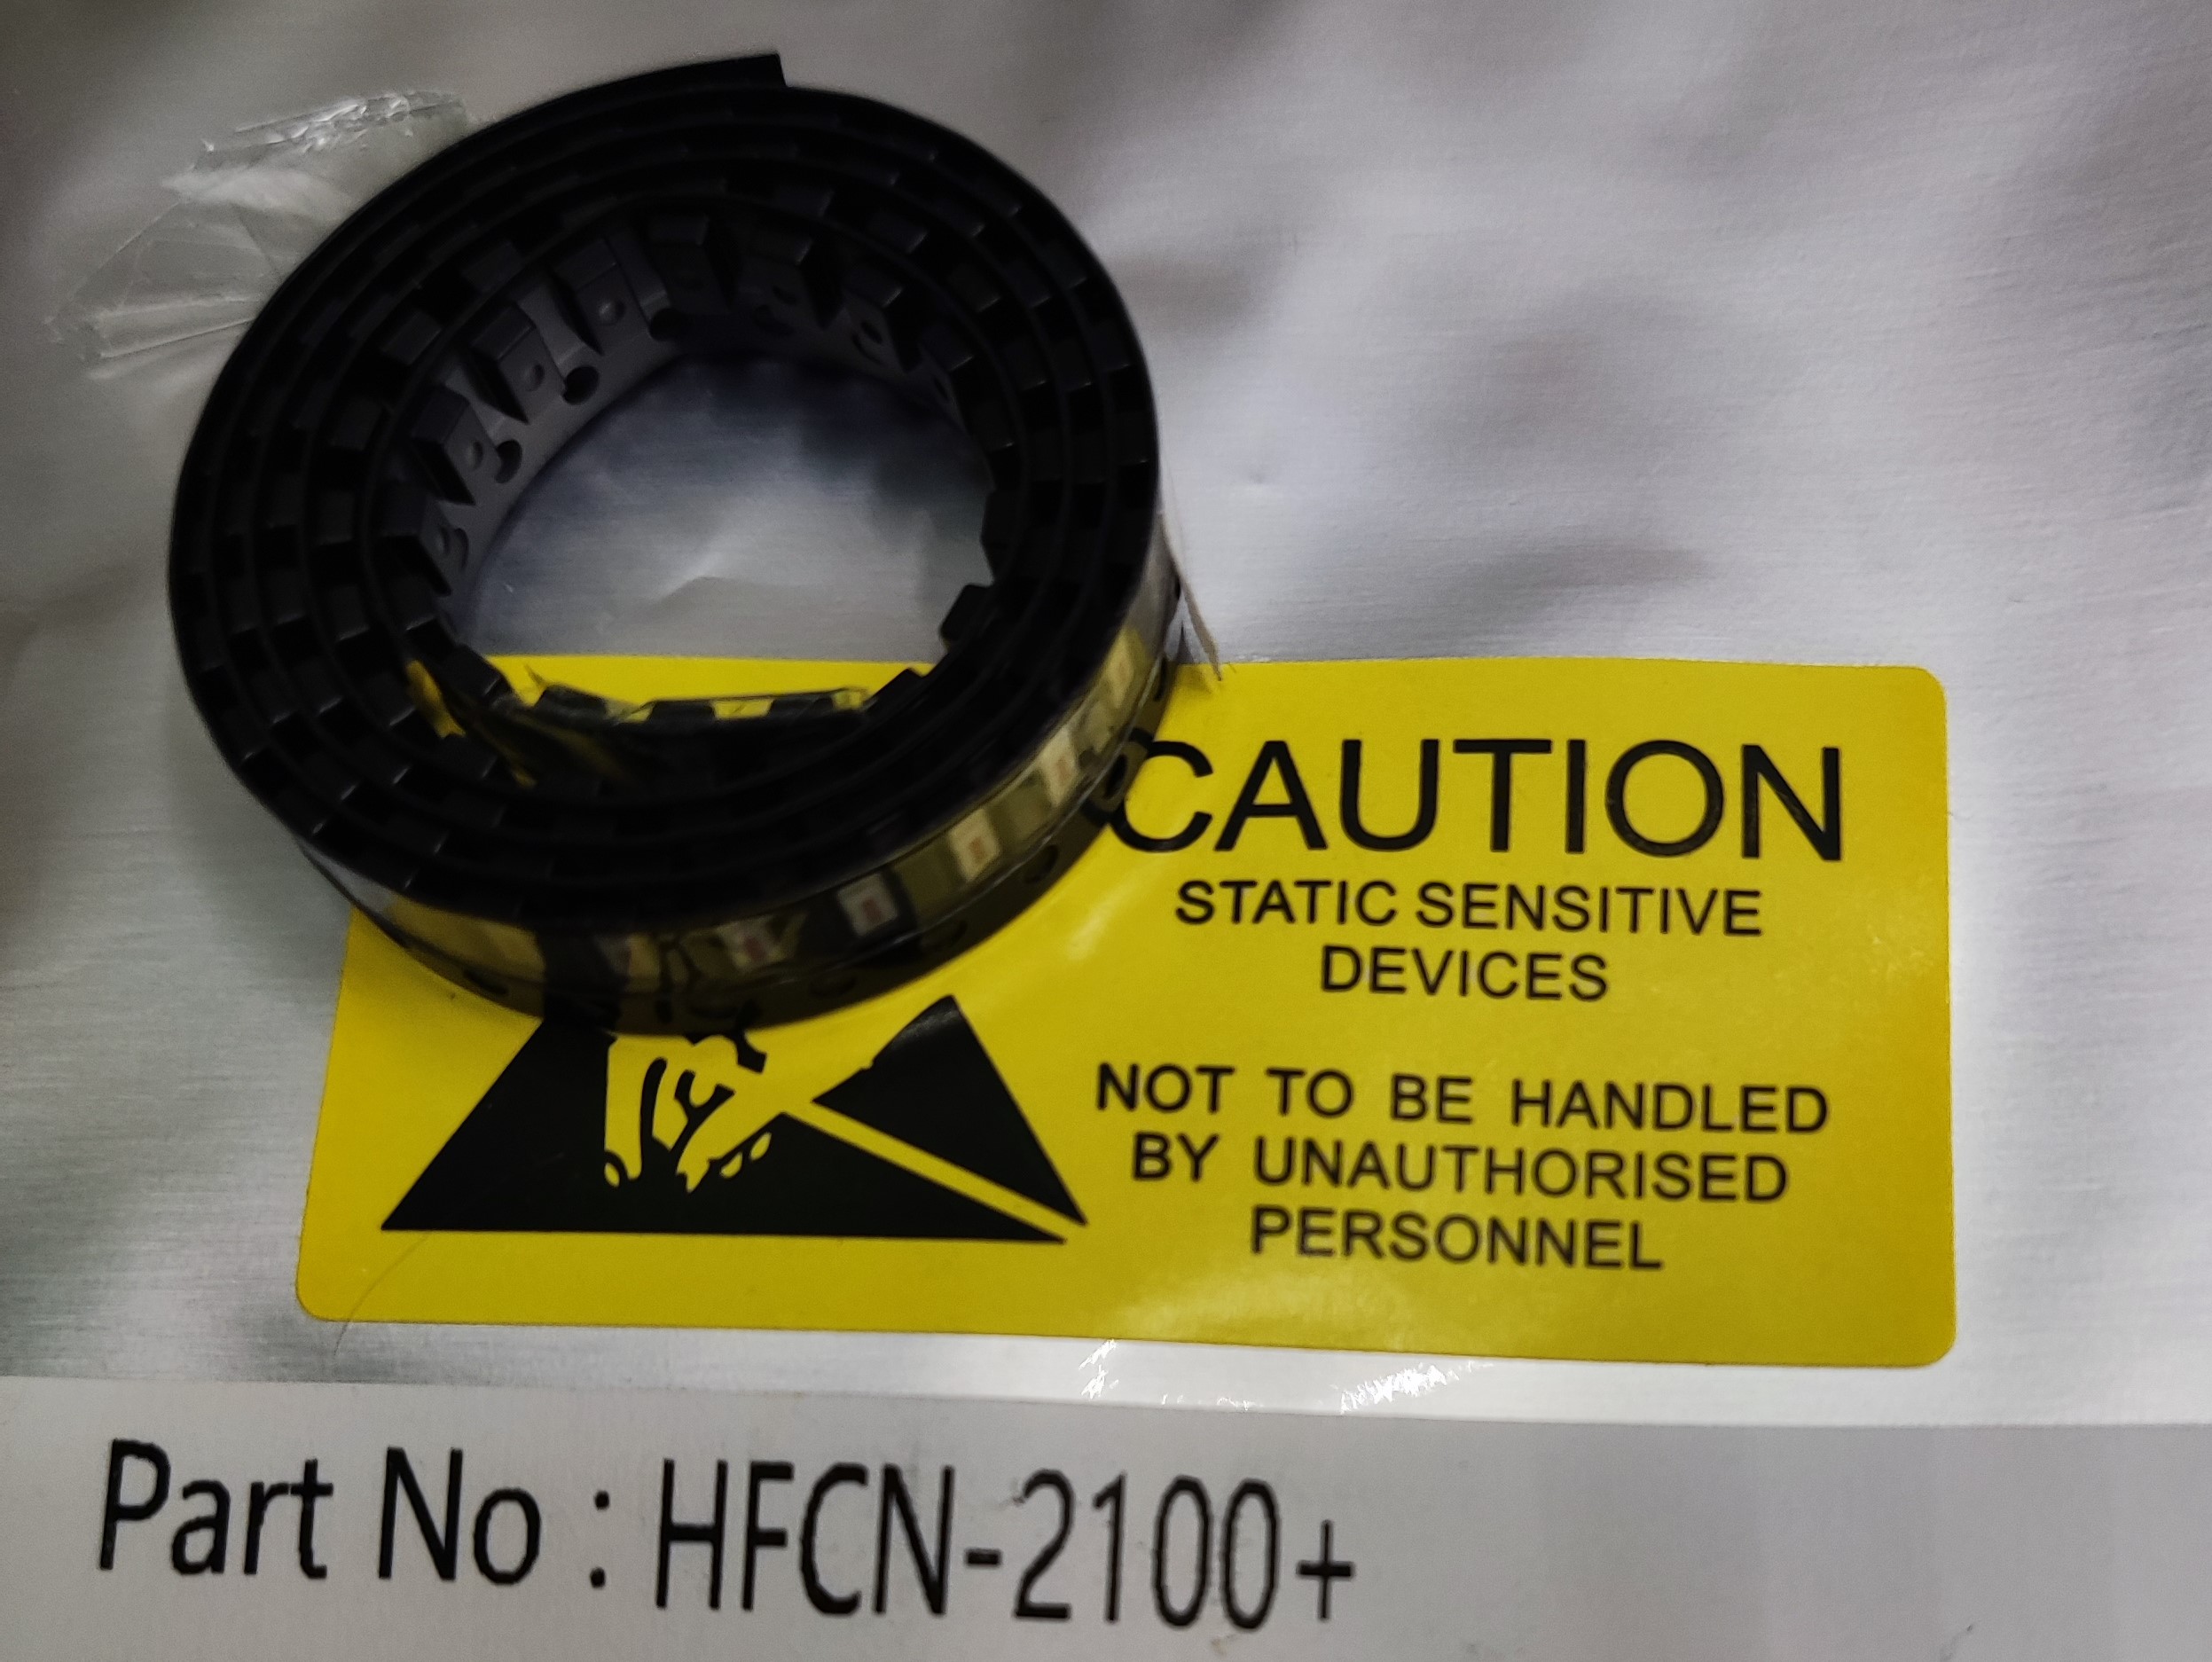 CAUTION
STATIC SENSITIVE
DEVICES
NOT TO BE HANDLED
BY UNAUTHORISED
PERSONNEL
Part No : HFCN-2100+